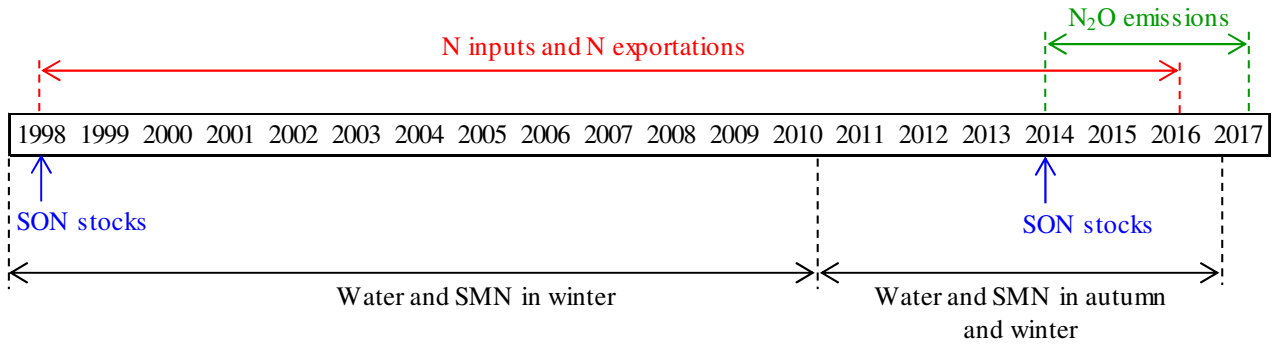 N₂O emissions
N inputs and N exportations
1998 1999 2000 2001 2002 2003 2004 2005 2006 2007 2008 2009 2010 2011 2012 2013 2014 2015 2016 2017
SON stocks
SON stocks
Water and SMN in winter
Water and SMN in autumn
and winter